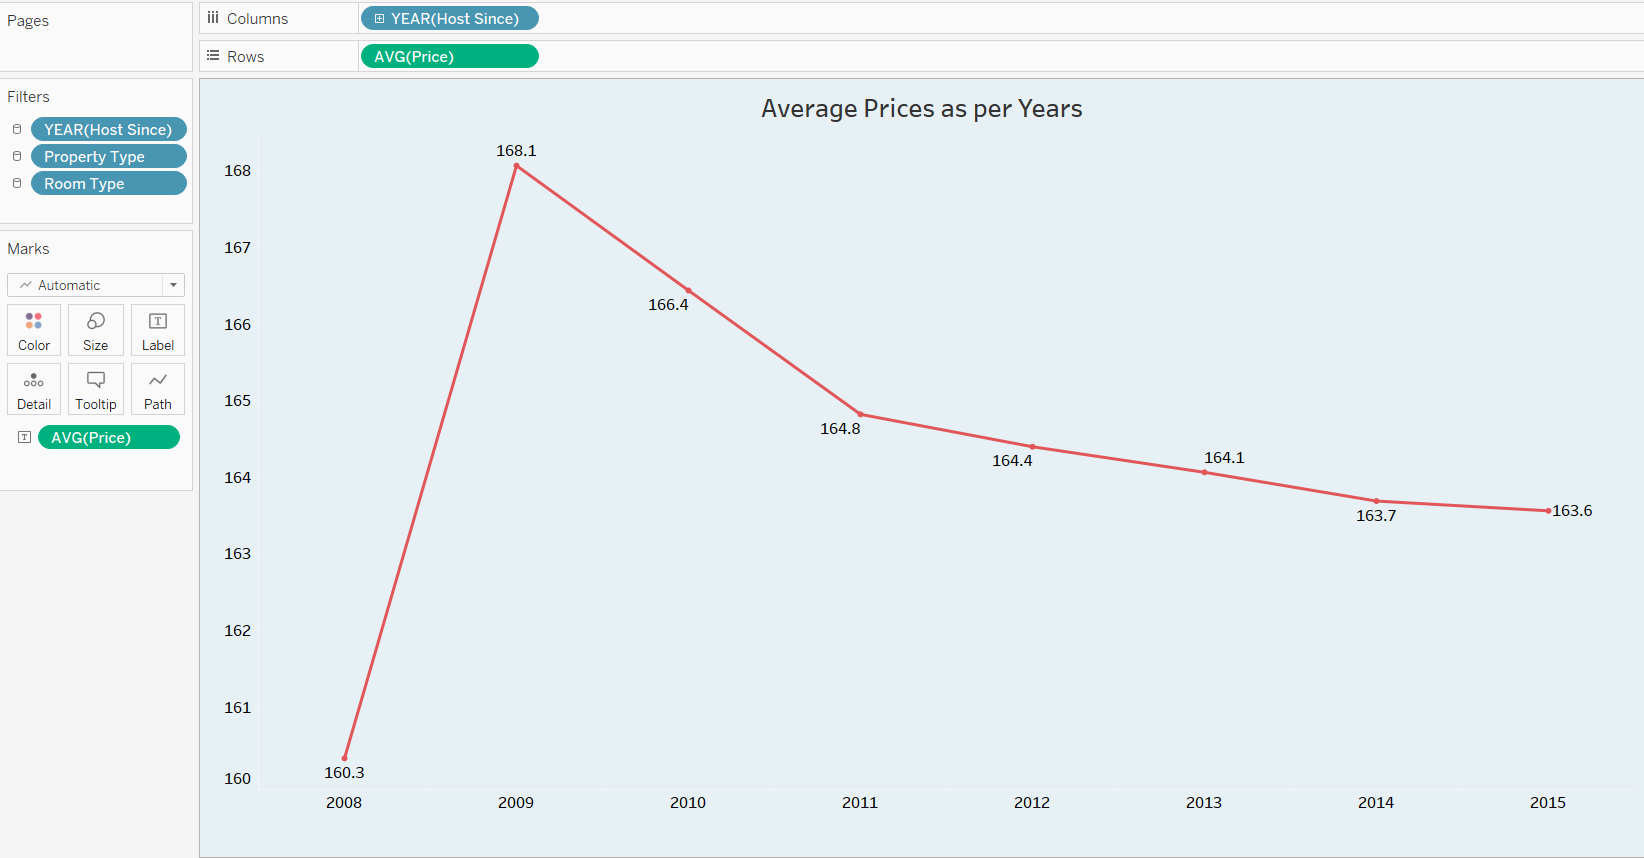 Pages
Columns
YEAR(Host Since)
Rows
AVG(Price)
Filters
YEAR(Host Since)
Property Type
Room Type
Marks
Automatic
Color
Size
T
Label
Detail
Tooltip
Path
T
AVG(Price)
Average Prices as per Years
168
167
166
165
164
163
162
161
160
160.3
168.1
166.4
164.8
164.4
164.1
163.7
163.6
2008
2009
2010
2011
2012
2013
2014
2015